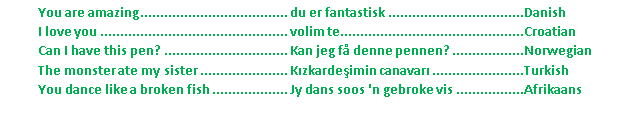 You are amazing.................................... du er fantastisk .................................Danish
I love you .............................................. volim te.............................................Croatian
Can I have this pen? .............................. Kan jeg få denne pennen? .................Norwegian
The monster ate my sister ..................... Kızkardeşimin canavarı ......................Turkish
You dance like a broken fish .................. Jy dans soos 'n gebroke vis ................Afrikaans